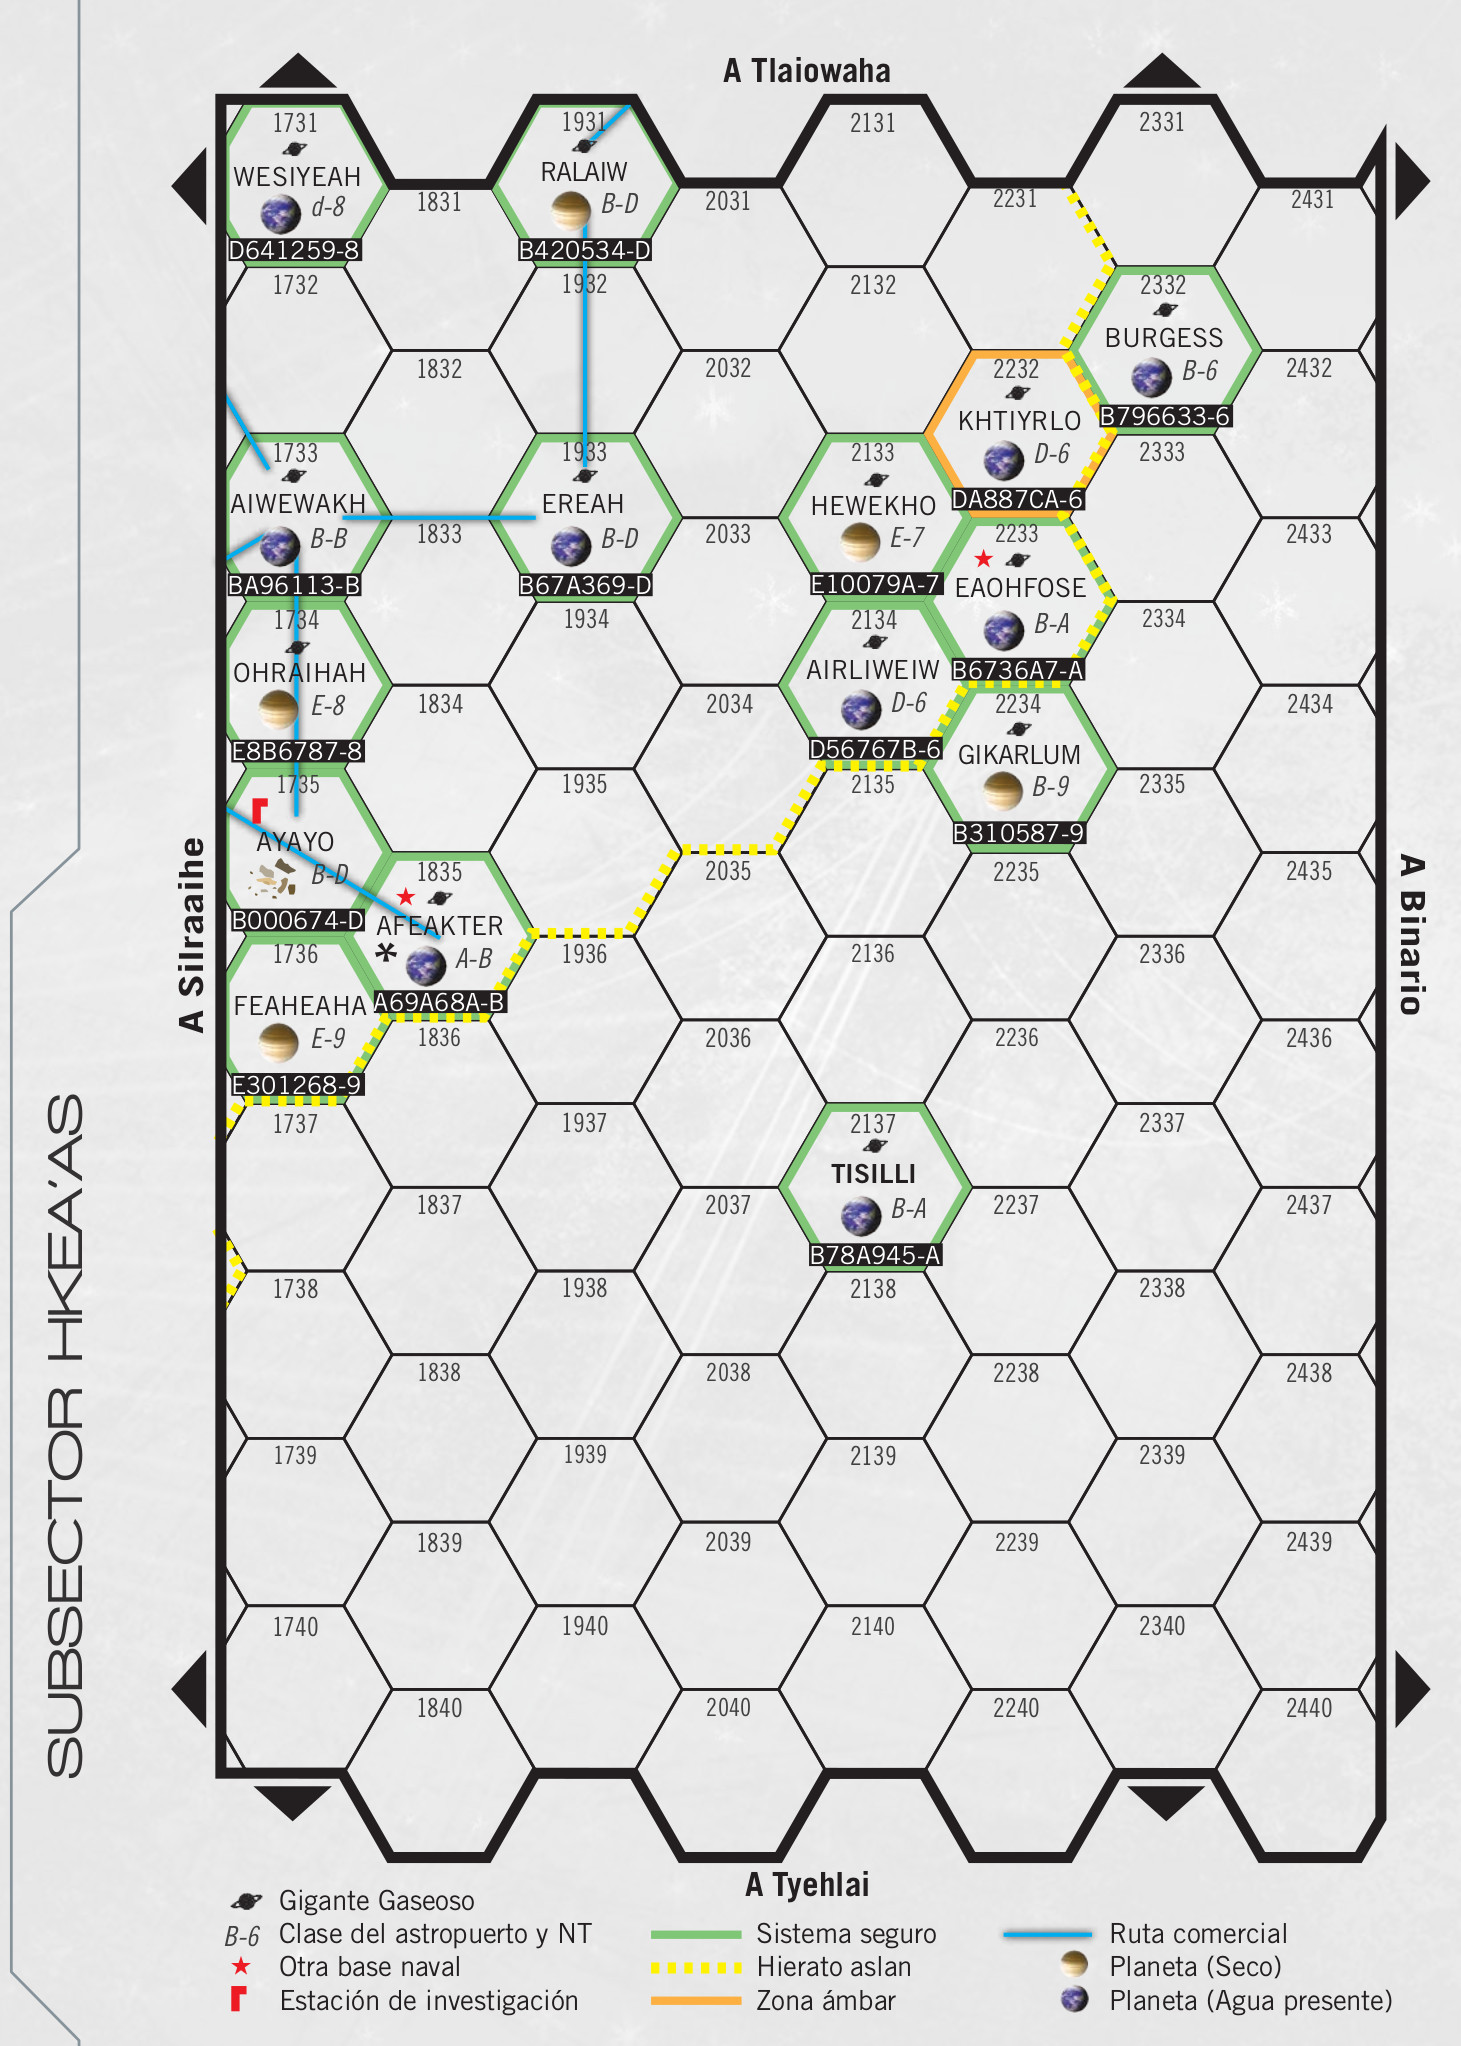 A Tlaiowaha
1731
WESIYEAH
d-8
D641259-8
1931
RALAIW
B-D
B420534-D
2131
2331
1831
2031
2231
2431
1732
1932
2132
2332
BURGESS
B-6
B796633-6
1832
2032
2232
KHTIYRLO
D-6
DA887CA-6
2432
1733
AIWEWAKH
B-B
BA96113-B
1933
EREAH
B-D
B67A369-D
2133
HEWEKHO
E-7
E10079A-7
2333
1833
2033
2233
EAOHFOSE
B-A
B6736A7-A
2433
1734
OHRAIHAH
E-8
E8B6787-8
1934
2134
AIRLIWEIW
D-6
D56767B-6
2334
1834
2034
2234
GIKARLUM
B-9
B310587-9
2434
1735
AYAYO
B-D
B000674-D
1935
2135
2335
1835
AFEAKTER
*
A-B
A69A68A-B
2035
2235
2435
1736
FEAHEAHA
E-9
E301268-9
1936
2136
2336
1836
2036
2236
2436
1737
1937
2137
TISILLI
B-A
B78A945-A
2337
1837
2037
2237
2437
1738
1938
2138
2338
1838
2038
2238
2438
1739
1939
2139
2339
1839
2039
2239
2439
1740
1940
2140
2340
1840
2040
2240
2440
A Silraaihe
A Binario
SUBSECTOR HKEA'AS
A Tyehlai
Gigante Gaseoso
B-6 Clase del astropuerto y NT
Otra base naval
Estación de investigación
Sistema seguro
Hierato aslan
Zona ámbar
Ruta comercial
Planeta (Seco)
Planeta (Agua presente)